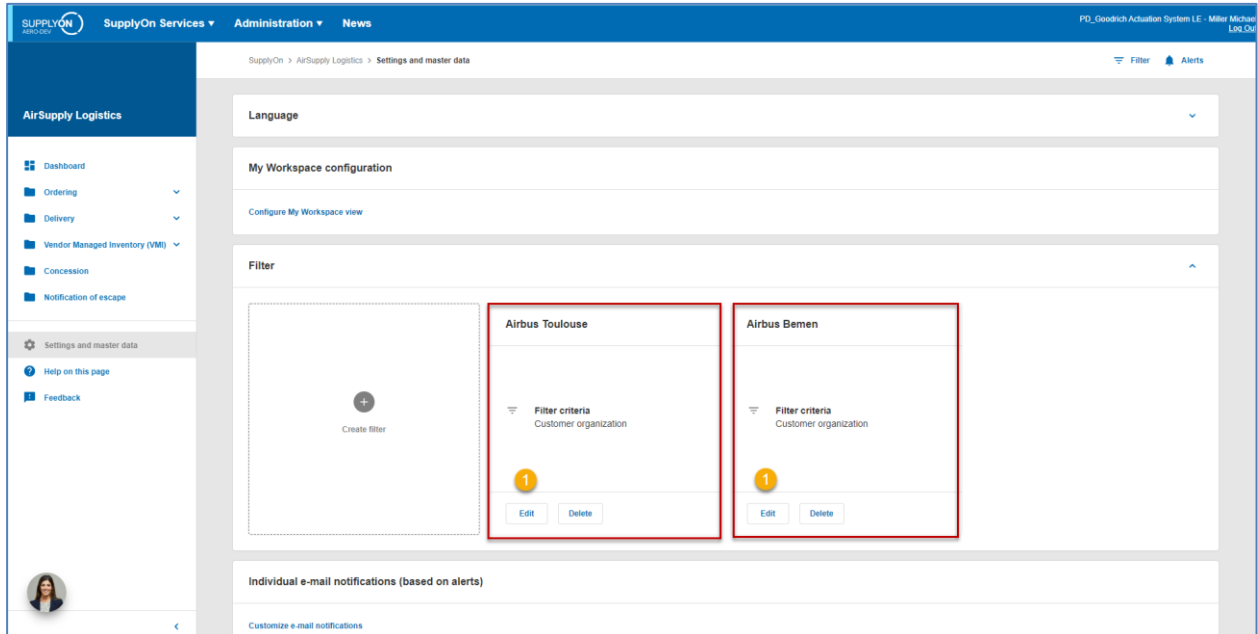 SUPPLYON
AERO-DEV
SupplyOn Services
Administration
News
PD_Goodrich Actuation System LE - Miller Michael
Log Out
SupplyOn > AirSupply Logistics > Settings and master data
Filter
Alerts
AirSupply Logistics
Dashboard
Ordering
Delivery
Vendor Managed Inventory (VMI)
Concession
Notification of escape
Settings and master data
Help on this page
Feedback
Language
My Workspace configuration
Configure My Workspace view
Filter
Create filter
Airbus Toulouse
Filter criteria
Customer organization
1
Edit
Delete
Airbus Bemen
Filter criteria
Customer organization
1
Edit
Delete
Individual e-mail notifications (based on alerts)
Customize e-mail notifications